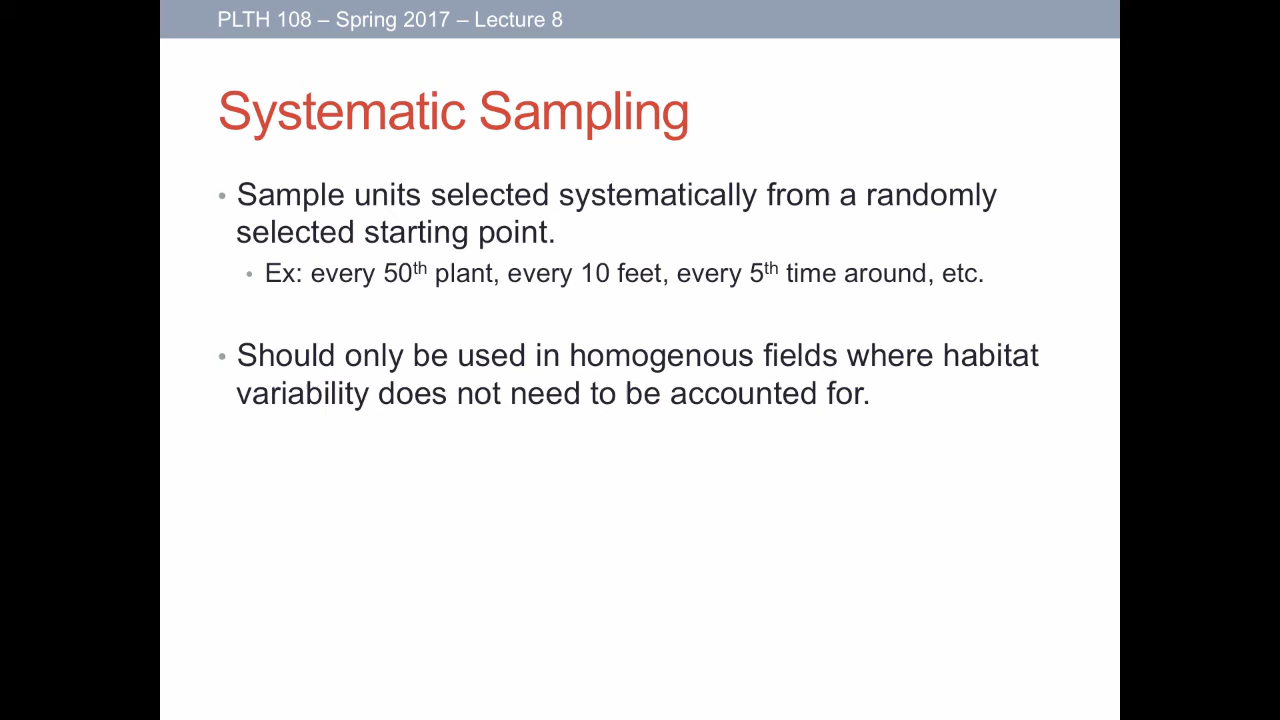 PLTH 108 – Spring 2017 – Lecture 8
Systematic Sampling
• Sample units selected systematically from a randomly
selected starting point.
• Ex: every 50th plant, every 10 feet, every 5th time around, etc.
• Should only be used in homogenous fields where habitat
variability does not need to be accounted for.